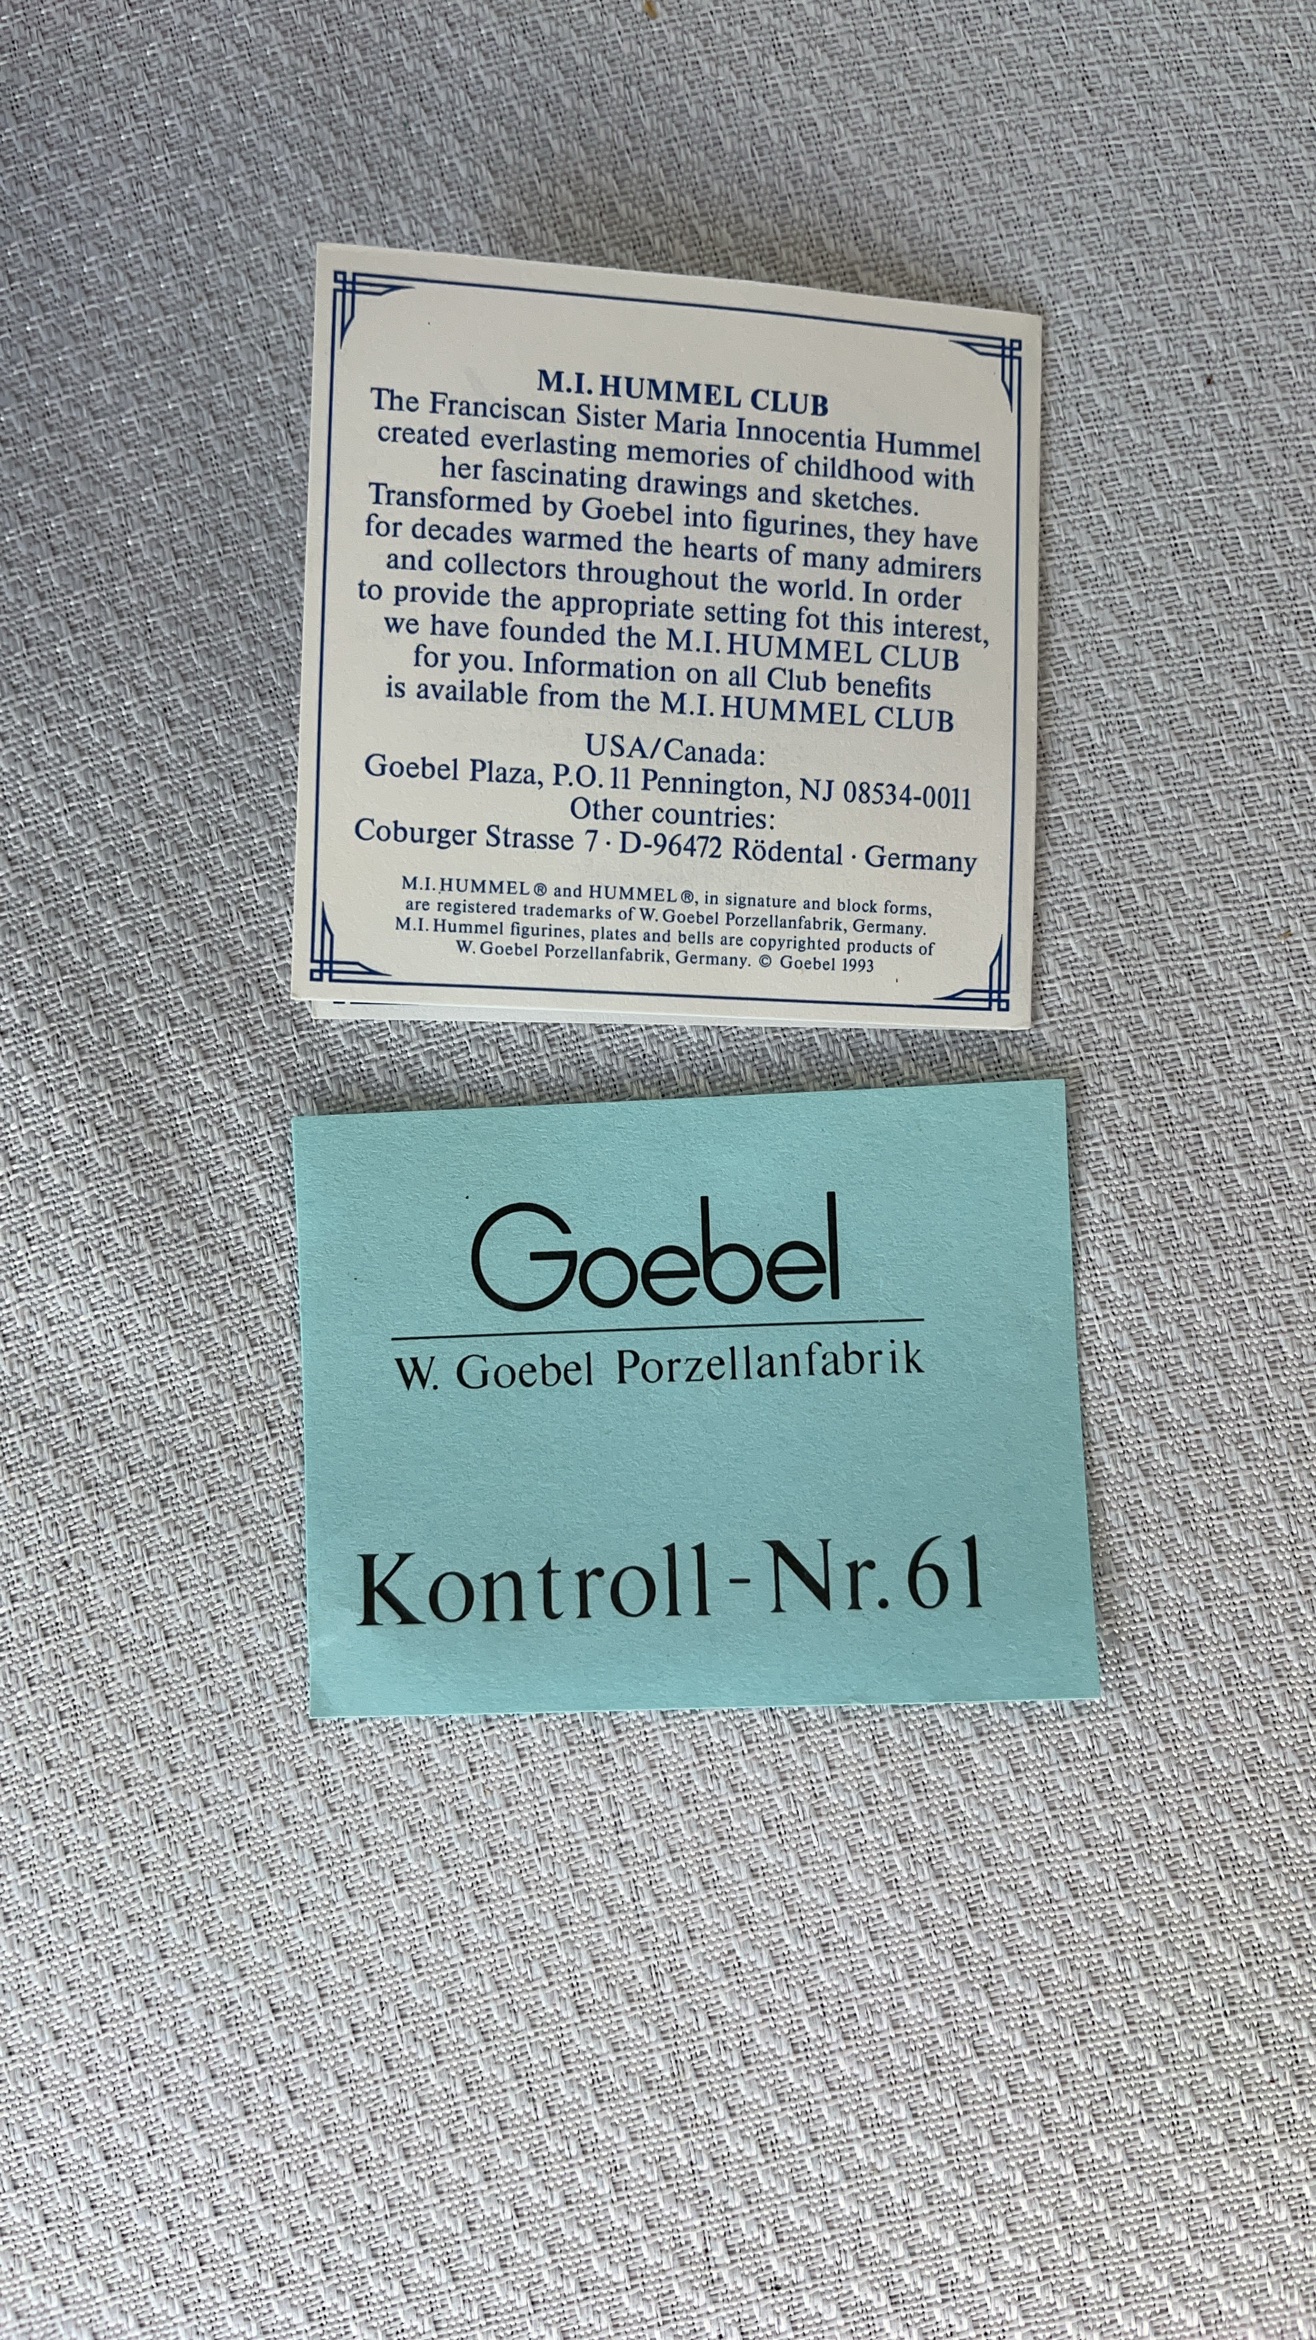 M.I. HUMMEL CLUB
The Franciscan Sister Maria Innocentia Hummel
created everlasting memories of childhood with
her fascinating drawings and sketches.
Transformed by Goebel into figurines, they have
for decades warmed the hearts of many admirers
and collectors throughout the world. In order
to provide the appropriate setting fot this interest,
we have founded the M.I. HUMMEL CLUB
for you. Information on all Club benefits
is available from the M.I. HUMMEL CLUB
USA/Canada:
Goebel Plaza, P.O. 11 Pennington, NJ 08534-0011
Other countries:
Coburger Strasse 7 · D-96472 Rödental · Germany
M.I. HUMMEL® and HUMMEL®, in signature and block forms,
are registered trademarks of W. Goebel Porzellanfabrik, Germany.
M.I. Hummel figurines, plates and bells are copyrighted products of
W. Goebel Porzellanfabrik, Germany. © Goebel 1993
Goebel
W. Goebel Porzellanfabrik
Kontroll-Nr. 61